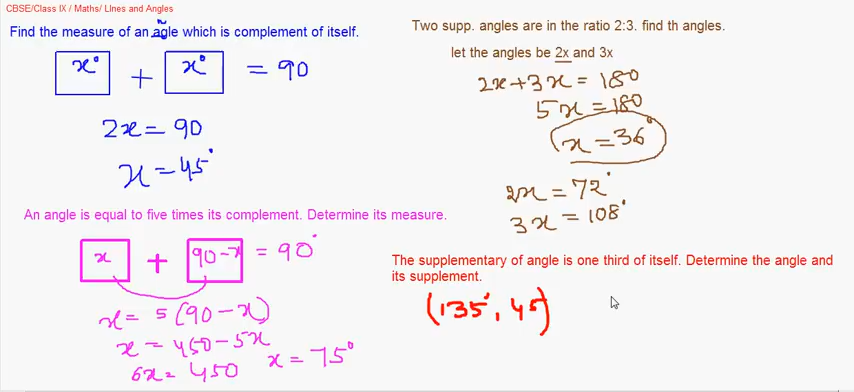 CBSE/Class IX / Maths/ LInes and Angles
Find the measure of an agle which is complement of itself.
n
x° + x° = 90
2x = 90
x = 45°
An angle is equal to five times its complement. Determine its measure.
x + 90-x = 90°
x = 5(90-x)
x = 450-5x
6x = 450
x = 75°
Two supp. angles are in the ratio 2:3. find th angles.
let the angles be 2x and 3x
2x+3x = 180
5x = 180
x = 36°
2x = 72°
3x = 108°
The supplementary of angle is one third of itself. Determine the angle and
its supplement.
(135°, 45)